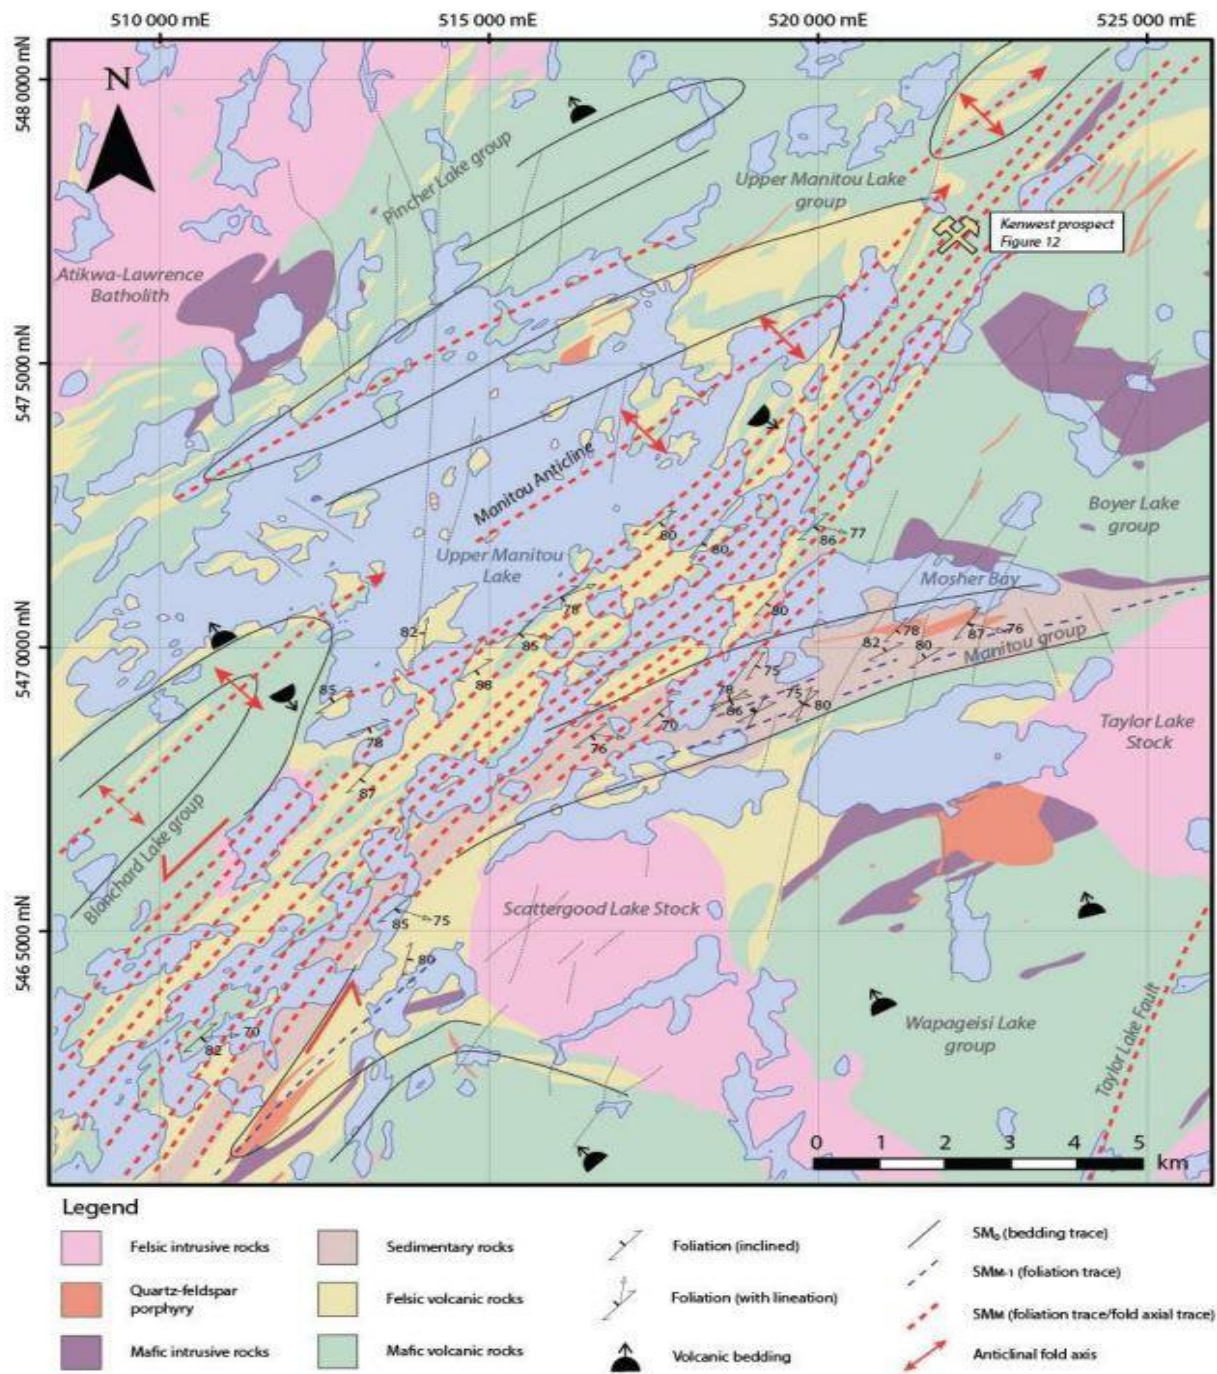 510 000 mE
515 000 mE
520 000 mE
525 000 mE
548 0000 mN
547 5000 mN
547 0000 mN
546 5000 mN
N
Pincher Lake group
Upper Manitou Lake
group
Kenwest prospect
Figure 12
Atikwa-Lawrence
Batholith
Manitou Anticline
Boyer Lake
group
Upper Manitou
Lake
Mosher Bay
Manitou group
Taylor Lake
Stock
Blanchard Lake group
Scattergood Lake Stock
Wapageisi Lake
group
Taylor Lake Fault
80
80
86
77
78
80
82
85
78
87
76
82
80
88
75
85
78
86
75
80
70
76
78
87
85
75
80
70
82
0 1 2 3 4 5
km
Legend
Felsic intrusive rocks
Quartz-feldspar
porphyry
Mafic intrusive rocks
Sedimentary rocks
Felsic volcanic rocks
Mafic volcanic rocks
Foliation (inclined)
Foliation (with lineation)
Volcanic bedding
SM₀ (bedding trace)
SMM-1 (foliation trace)
SMM (foliation trace/fold axial trace)
Anticlinal fold axis